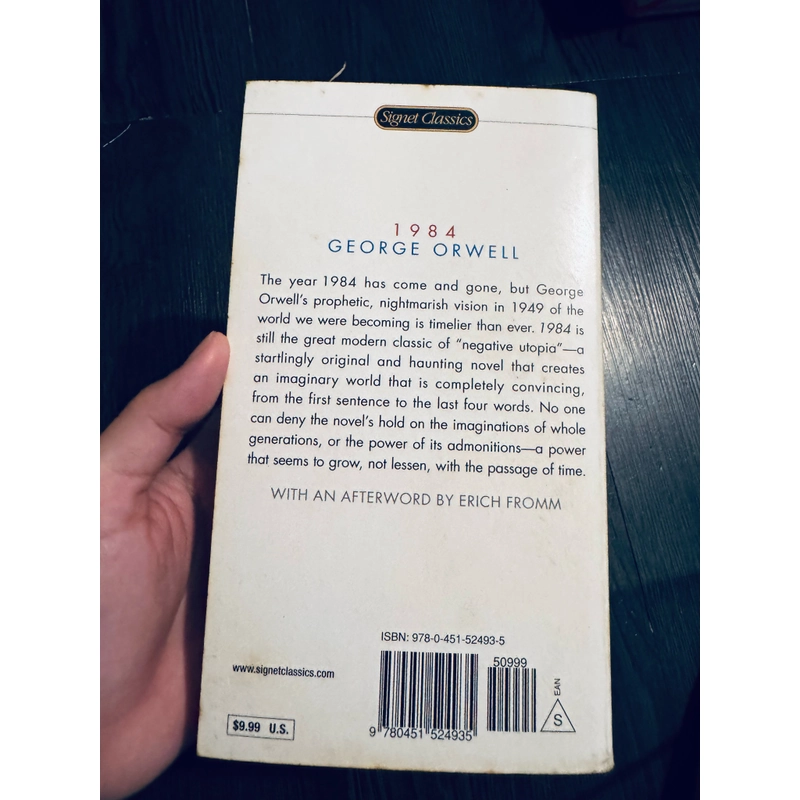 Signet Classics
1984
GEORGE ORWELL
The year 1984 has come and gone, but George
Orwell's prophetic, nightmarish vision in 1949 of the
world we were becoming is timelier than ever. 1984 is
still the great modern classic of "negative utopia"—a
startlingly original and haunting novel that creates
an imaginary world that is completely convincing,
from the first sentence to the last four words. No one
can deny the novel's hold on the imaginations of whole
generations, or the power of its admonitions—a power
that seems to grow, not lessen, with the passage of time.
WITH AN AFTERWORD BY ERICH FROMM
ISBN: 978-0-451-52493-5
50999
www.signetclassics.com
EAN
S
9 780451 524935
$9.99 U.S.